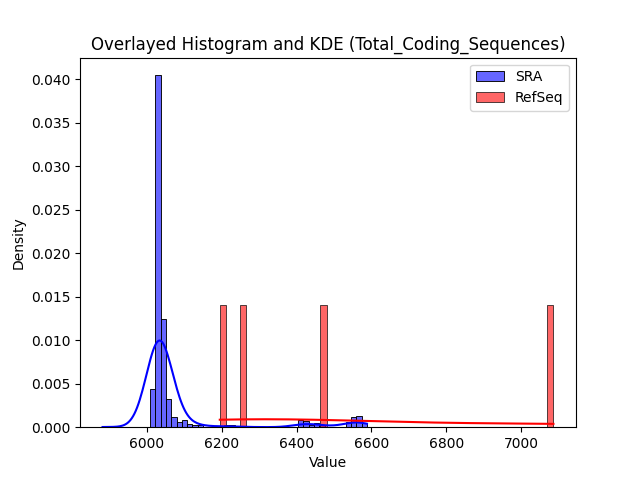 Overlayed Histogram and KDE (Total_Coding_Sequences)
SRA
RefSeq
0.040
0.035
0.030
0.025
0.020
0.015
0.010
0.005
0.000
Density
6000 6200 6400 6600 6800 7000
Value